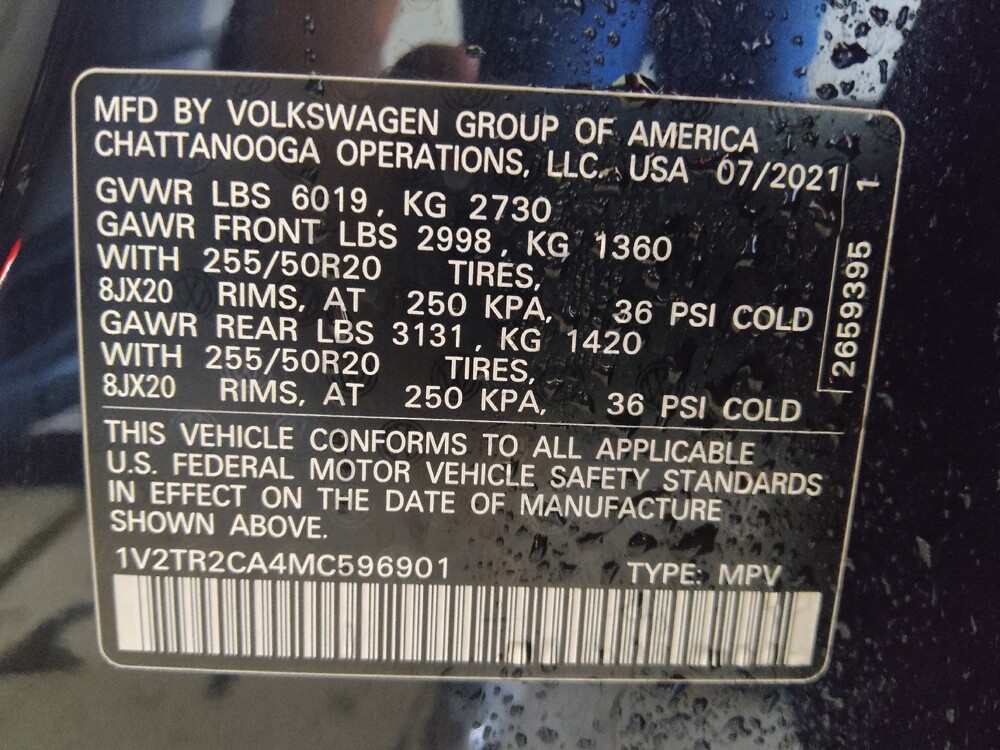 MFD BY VOLKSWAGEN GROUP OF AMERICA
CHATTANOOGA OPERATIONS, LLC. USA 07/2021
GVWR LBS 6019, KG 2730
GAWR FRONT LBS 2998, KG 1360
WITH 255/50R20 TIRES,
8JX20 RIMS, AT 250 KPA, 36 PSI COLD
GAWR REAR LBS 3131, KG 1420
WITH 255/50R20 TIRES,
8JX20 RIMS, AT 250 KPA, 36 PSI COLD
2659395 1
THIS VEHICLE CONFORMS TO ALL APPLICABLE
U.S. FEDERAL MOTOR VEHICLE SAFETY STANDARDS
IN EFFECT ON THE DATE OF MANUFACTURE
SHOWN ABOVE.
1V2TR2CA4MC596901 TYPE: MPV